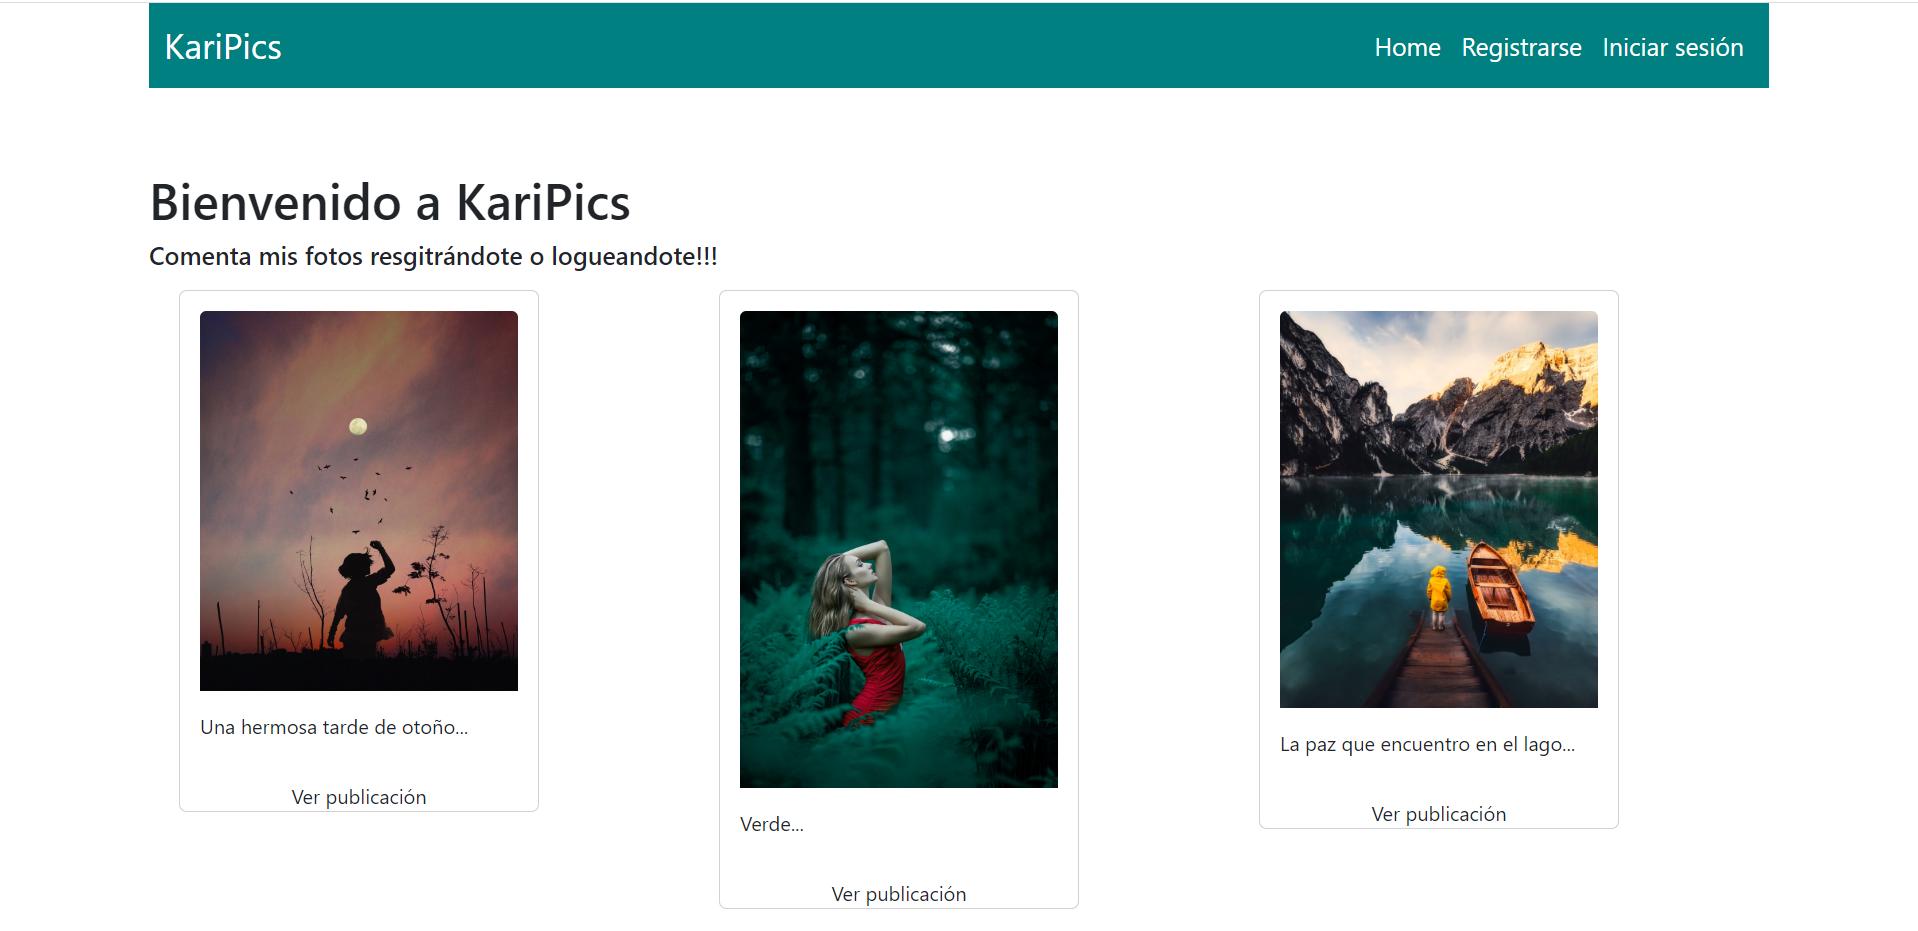 KariPics
Home Registrarse Iniciar sesión
Bienvenido a KariPics
Comenta mis fotos resgitrándote o logueandote!!!
Una hermosa tarde de otoño...
Ver publicación
Verde...
Ver publicación
La paz que encuentro en el lago...
Ver publicación